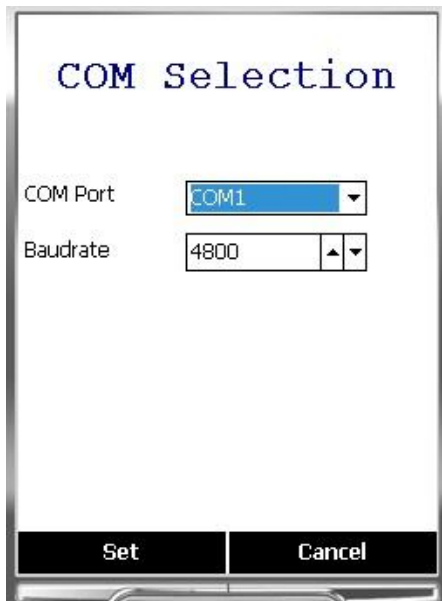 COM Selection
COM Port COM1
Baudrate 4800
Set Cancel